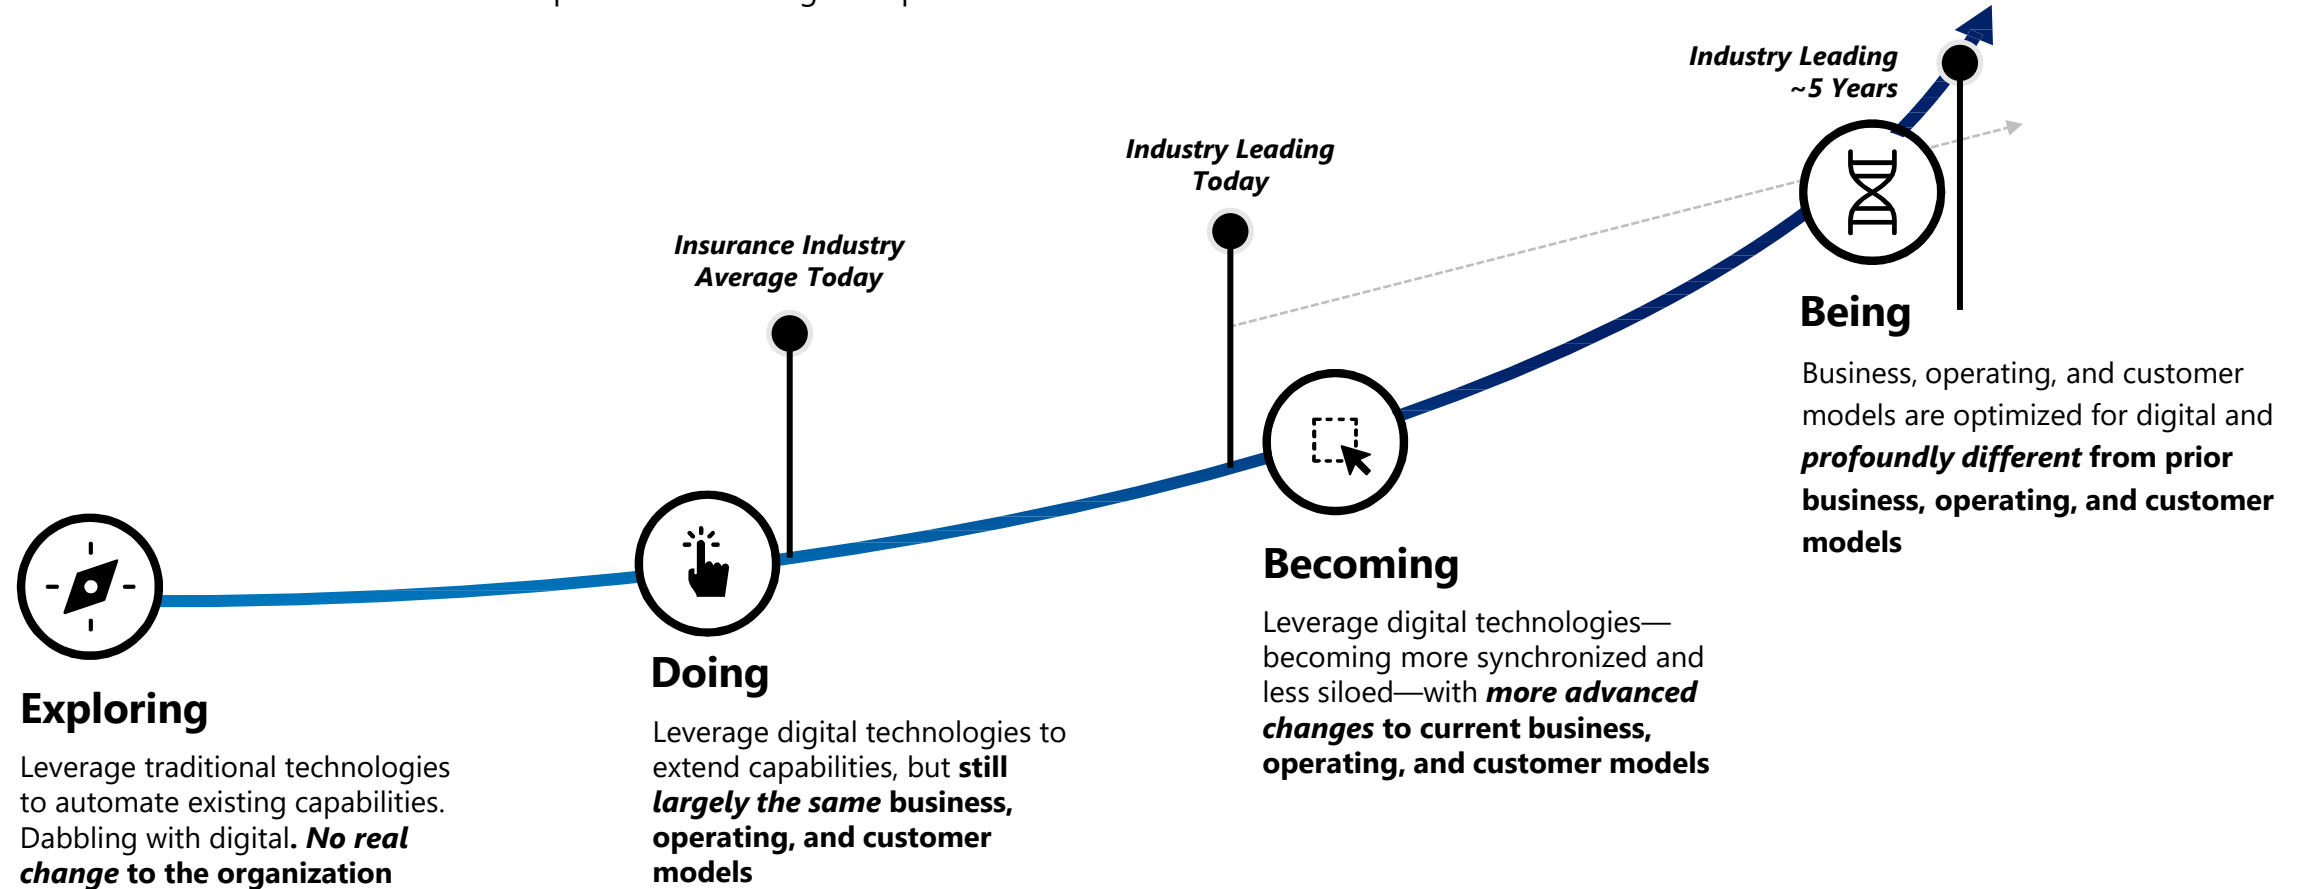 Industry Leading
~5 Years
Industry Leading
Today
Insurance Industry
Average Today
Exploring
Leverage traditional technologies
to automate existing capabilities.
Dabbling with digital. No real
change to the organization
Doing
Leverage digital technologies to
extend capabilities, but still
largely the same business,
operating, and customer
models
Becoming
Leverage digital technologies—
becoming more synchronized and
less siloed—with more advanced
changes to current business,
operating, and customer models
Being
Business, operating, and customer
models are optimized for digital and
profoundly different from prior
business, operating, and customer
models